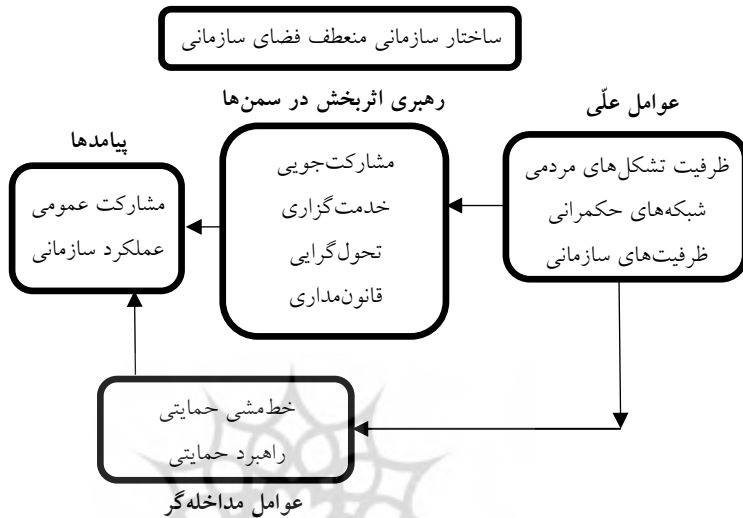 ساختار سازمانی منعطف فضای سازمانی
عوامل علّی
ظرفیت تشکل‌های مردمی
شبکه‌های حکمرانی
ظرفیت‌های سازمانی
رهبری اثربخش در سمن‌ها
مشارکت‌جویی
خدمت‌گزاری
تحول‌گرایی
قانون‌مداری
پیامدها
مشارکت عمومی
عملکرد سازمانی
خط‌مشی حمایتی
راهبرد حمایتی
عوامل مداخله‌گر